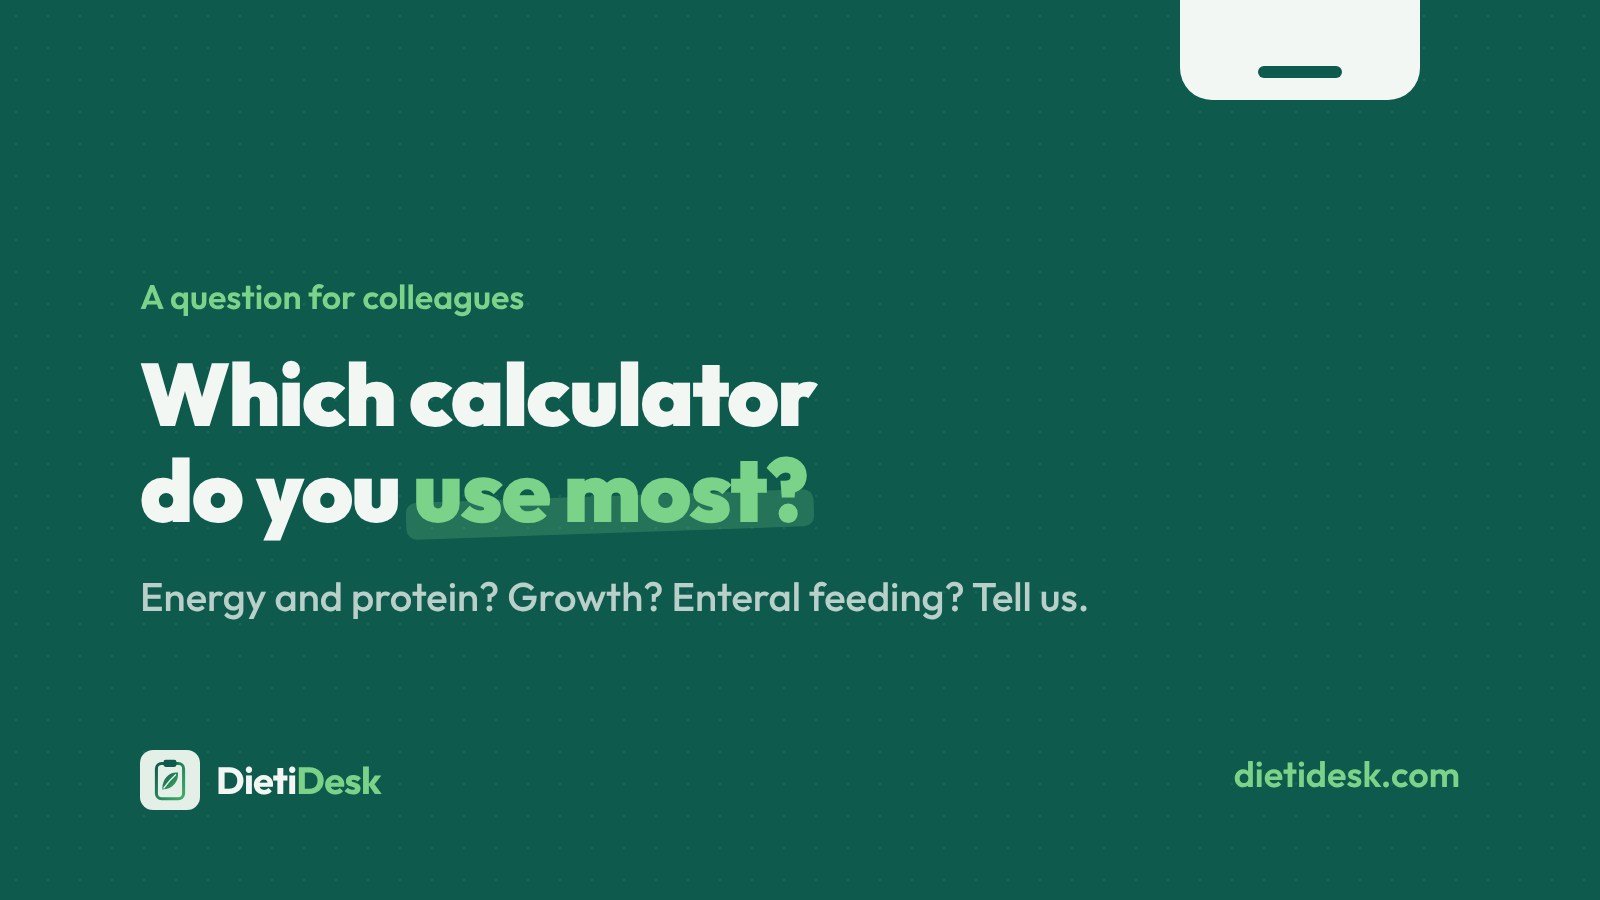 A question for colleagues
Which calculator
do you use most?
Energy and protein? Growth? Enteral feeding? Tell us.
DietiDesk
dietidesk.com